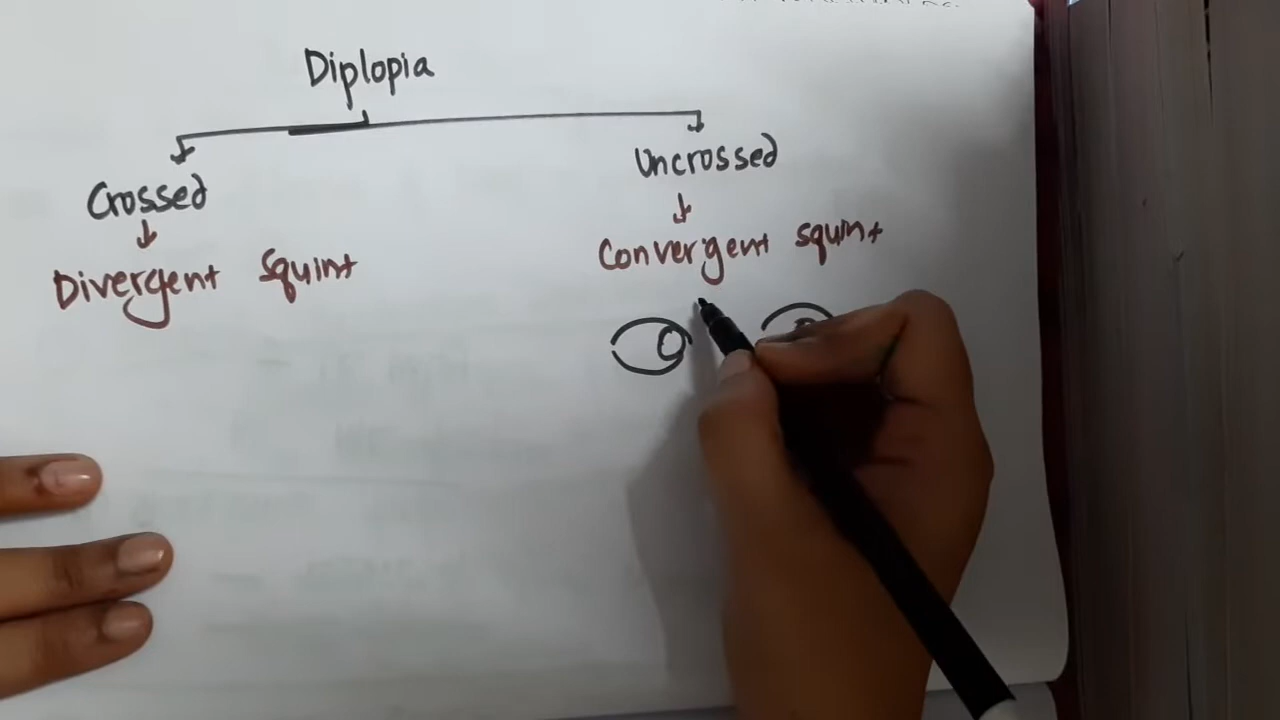 Diplopia
Crossed
Uncrossed
Divergent Squint
Convergent squint